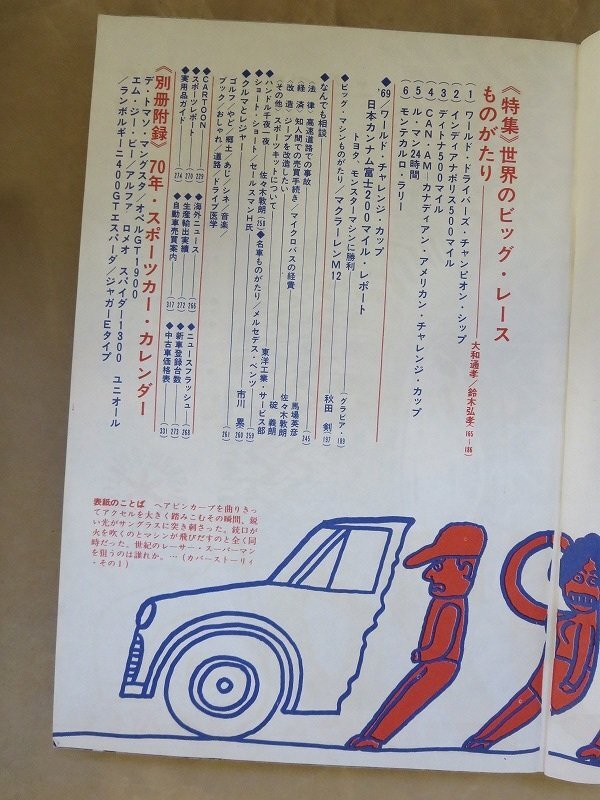 《特集》世界のビッグ・レース
ものがたり
大和通孝/鈴木弘孝(165~186)
(1)ワールド・ドライバーズ・チャンピオン・シップ
(2)インディアナポリス500マイル
(3)デイトナ500マイル
(4)CAN・AM・カナディアン・アメリカン・チャレンジ・カップ
(5)ル・マン24時間
(6)モンテカルロ・ラリー
◆'69/ワールド・チャレンジ・カップ
日本カンナム富士200マイル・レポート
トヨタ、モンスターマシンに勝利
(グラビア・189)
◆ビッグ・マシンものがたり/マクラーレンM12
秋田 剣(197)
◆なんでも相談
(245)
(法律)高速道路での事故
(経済)知人間での売買手続き/マイクロバスの経費
馬場英彦
(改造)ジープを改造したい
佐々木敦朗
(その他)スポーツキットについて
碇 義朗
◆ハンドル千夜一夜
佐々木敦朗(250)
◆名車ものがたり/メルセデス・ベンツ
東洋工業・サービス部
◆ショート・ショート・セールスマンH氏
(259)
市川 累(260)
◆クルマとレジャー
(261)
ゴルフ/やど/郷土/あじ/シネ/音楽/
ブック/おしゃれ/道路/ドライブ医学
◆CARTOON(229)
◆海外ニュース(266)
◆ニュースフラッシュ(268)
◆スポーツレポート(270)
◆生産輸出実績(272)
◆新車登録台数(273)
◆実用品ガイド(274)
◆自動車売買案内(317)
◆中古車価格表(331)
《別冊附録》70年・スポーツカー・カレンダー
デ・トマソ マングスタ/オペルGT1900
エム・ジー・ビー/アルファ ロメオ スパイダー1300 ユニオール
/ランボルギーニ400GTエスパーダ/ジャガーEタイプ
表紙のことば ヘアピンカーブを曲りきっ
てアクセルを大きく踏みこむその瞬間、鋭
い光がサングラスに突き刺さった。銃口が
火を吹くのとマシンが飛びだすのと全く同
時だった。世紀のレーサー・スーパーマン
を狙うのは誰れか。…(カバーストーリィ
・その1)